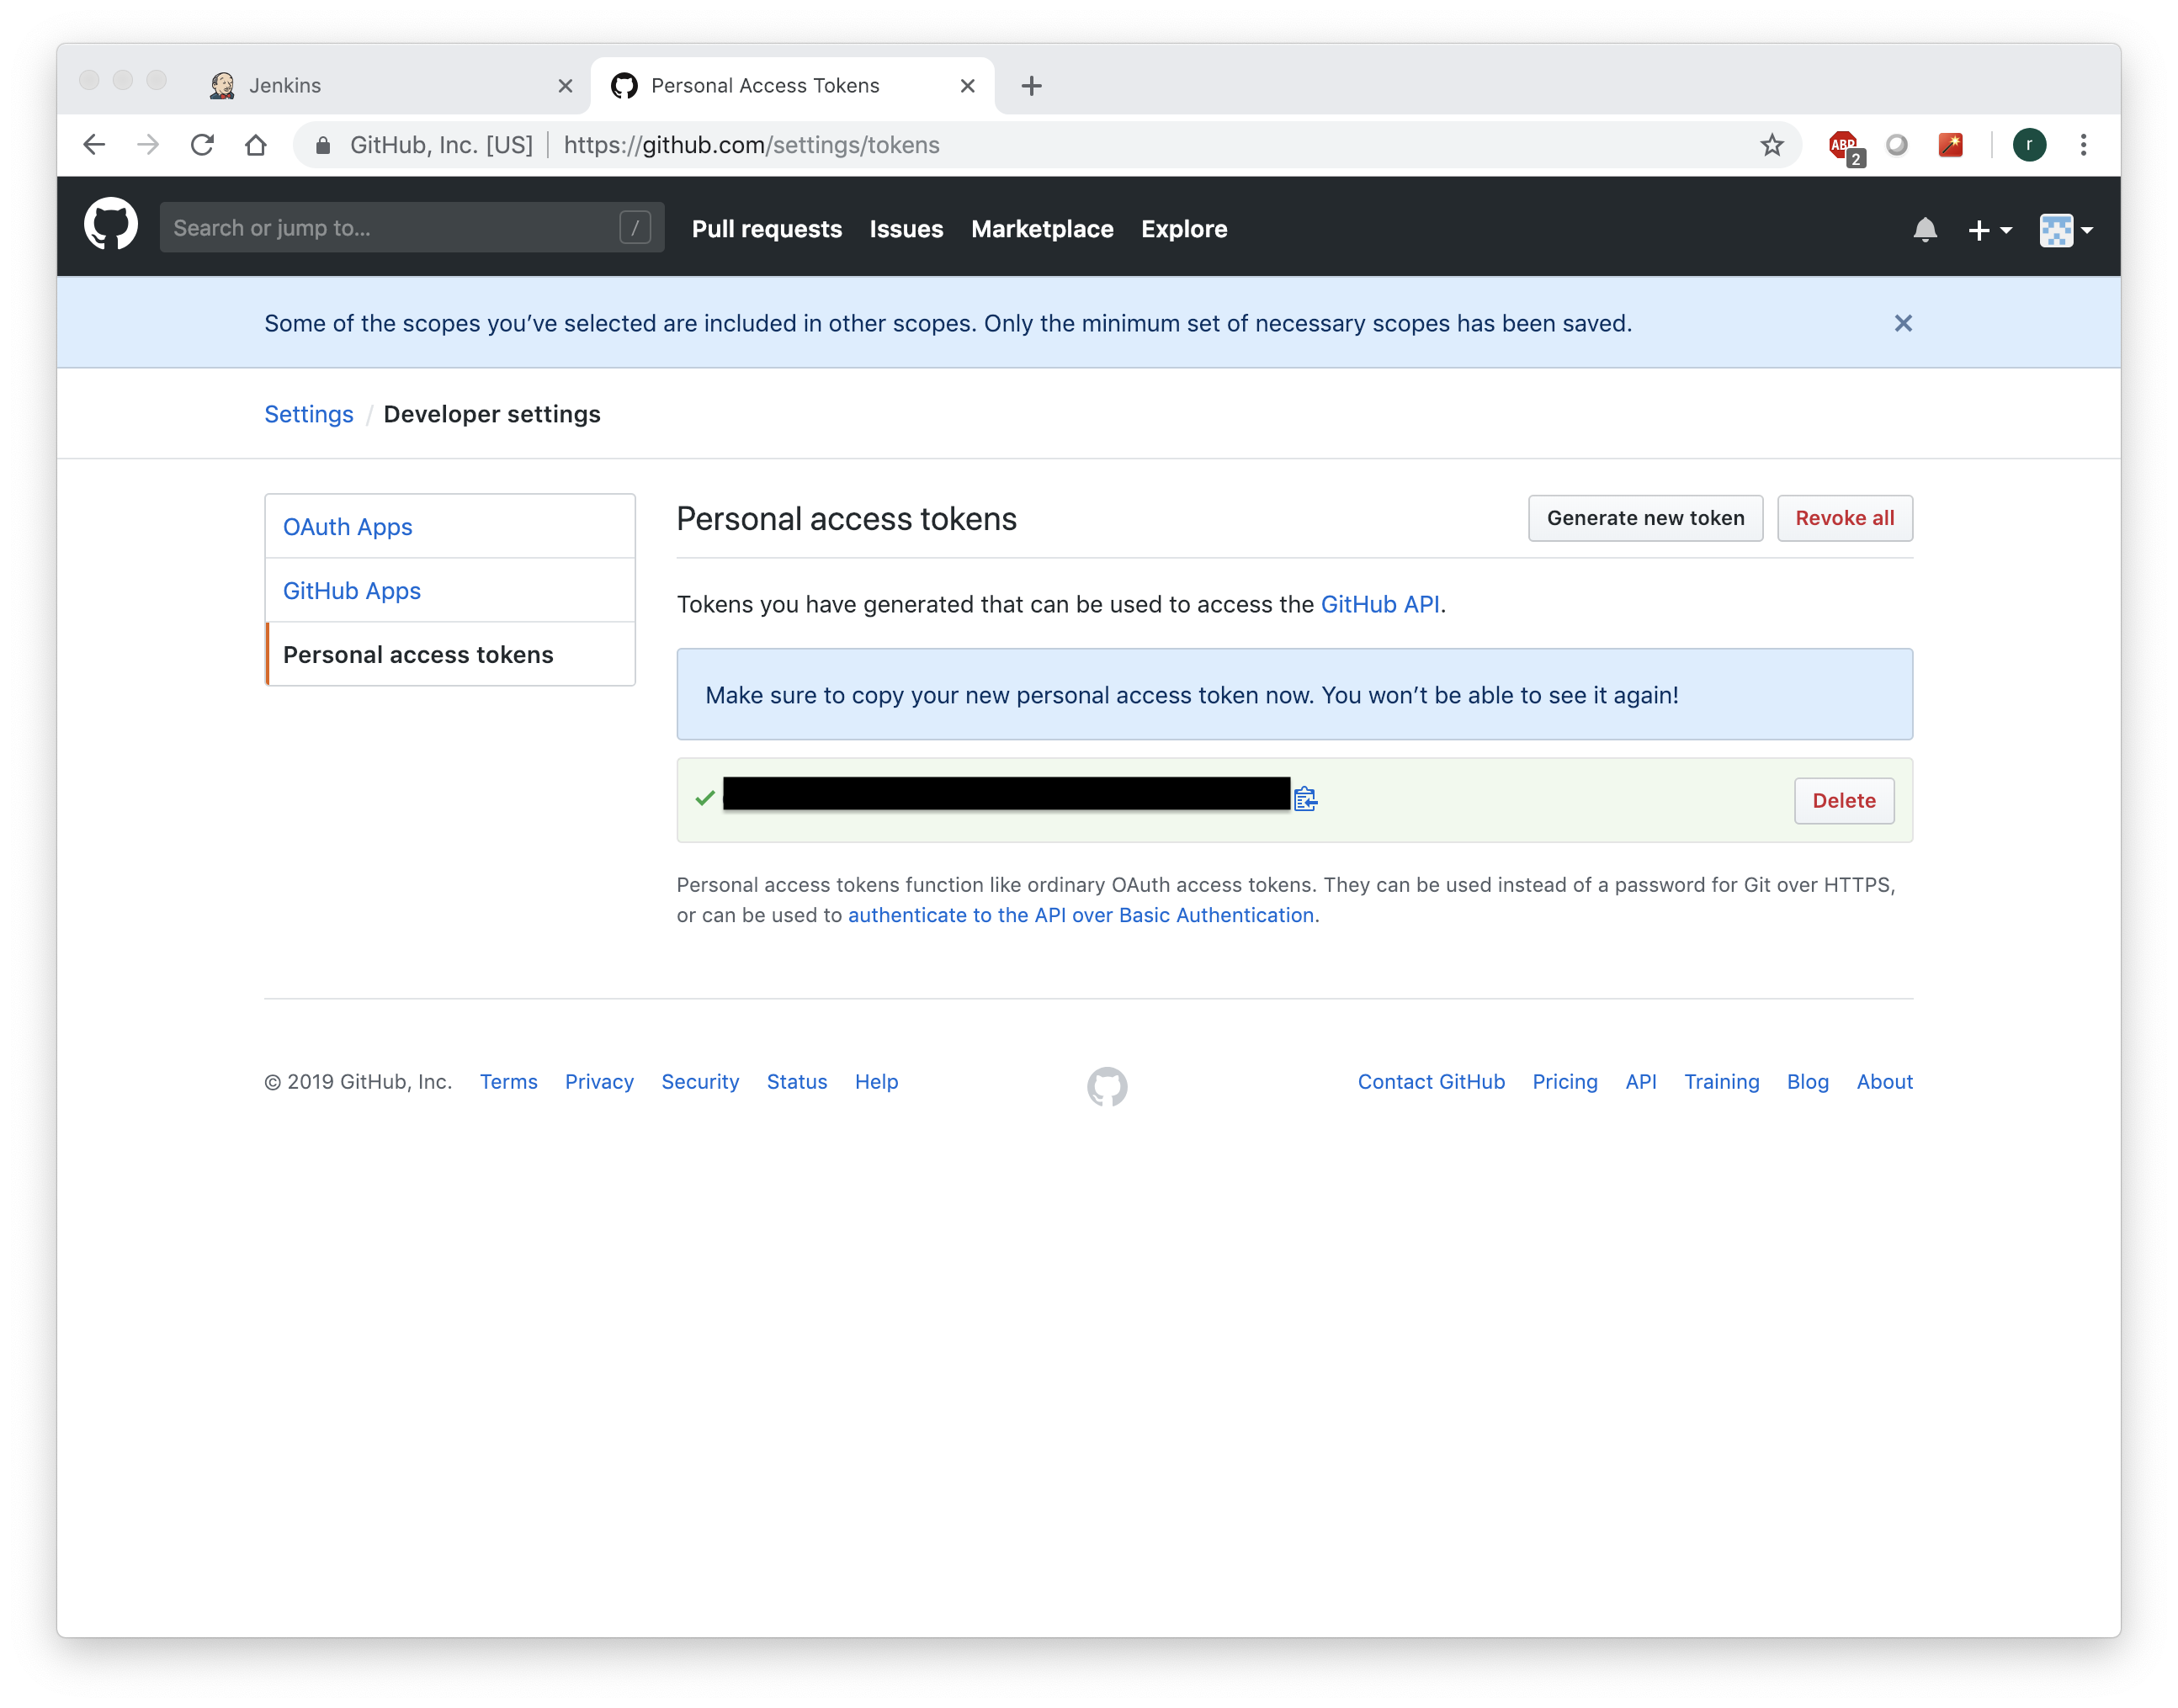 Jenkins
Personal Access Tokens
GitHub, Inc. [US] https://github.com/settings/tokens
ABP
2
r
Search or jump to... /
Pull requests Issues Marketplace Explore
Some of the scopes you’ve selected are included in other scopes. Only the minimum set of necessary scopes has been saved.
Settings / Developer settings
OAuth Apps
GitHub Apps
Personal access tokens
Personal access tokens
Generate new token
Revoke all
Tokens you have generated that can be used to access the GitHub API.
Make sure to copy your new personal access token now. You won’t be able to see it again!
Delete
Personal access tokens function like ordinary OAuth access tokens. They can be used instead of a password for Git over HTTPS,
or can be used to authenticate to the API over Basic Authentication.
© 2019 GitHub, Inc. Terms Privacy Security Status Help
Contact GitHub Pricing API Training Blog About